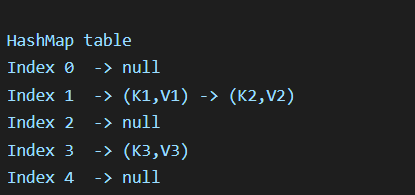 HashMap table
Index 0  -> null
Index 1  -> (K1,V1) -> (K2,V2)
Index 2  -> null
Index 3  -> (K3,V3)
Index 4  -> null